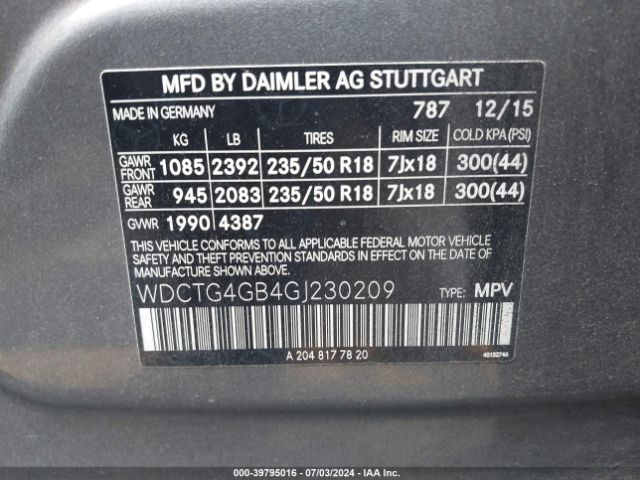 MFD BY DAIMLER AG STUTTGART
MADE IN GERMANY 787 12/15
KG LB TIRES RIM SIZE COLD KPA(PSI)
GAWR FRONT 1085 2392 235/50 R18 7Jx18 300(44)
GAWR REAR 945 2083 235/50 R18 7Jx18 300(44)
GVWR 1990 4387
THIS VEHICLE CONFORMS TO ALL APPLICABLE FEDERAL MOTOR VEHICLE
SAFETY AND THEFT PREVENTION STANDARDS IN EFFECT ON THE DATE OF
MANUFACTURE SHOWN ABOVE.
WDCTG4GB4GJ230209 TYPE: MPV
A 204 817 78 20 40152746
000-39795016 - 07/03/2024 - IAA Inc.